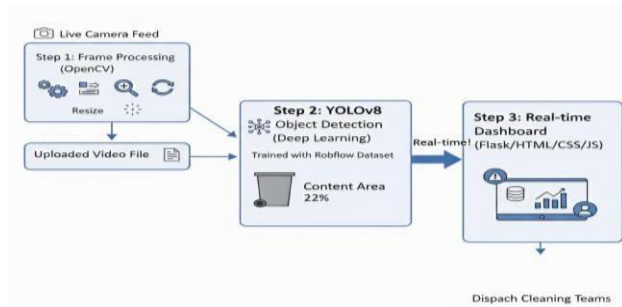 Live Camera Feed
Step 1: Frame Processing
(OpenCV)
Resize
Uploaded Video File
Step 2: YOLOv8
Object Detection
(Deep Learning)
Trained with Robflow Dataset
Content Area
22%
Real-time!
Step 3: Real-time
Dashboard
(Flask/HTML/CSS/JS)
Dispach Cleaning Teams